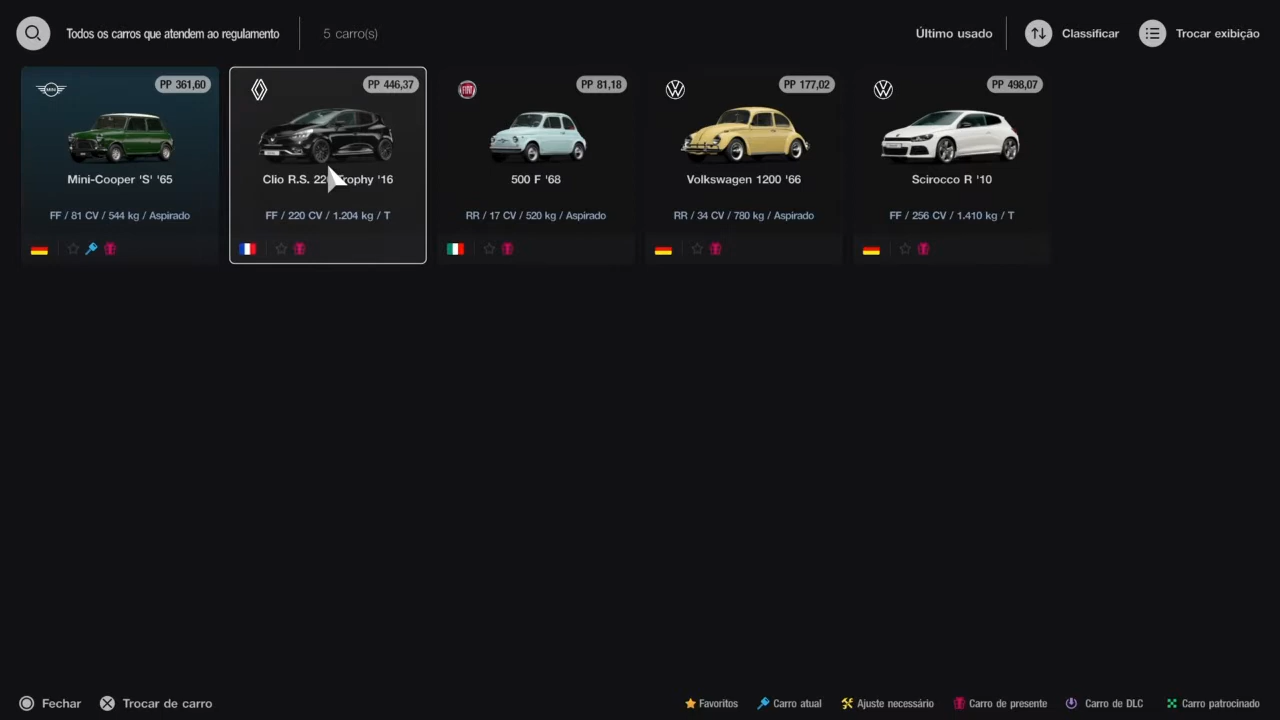 Todos os carros que atendem ao regulamento
5 carro(s)
Último usado
Classificar
Trocar exibição
PP 361,60
Mini-Cooper 'S' '65
FF / 81 CV / 544 kg / Aspirado
PP 446,37
Clio R.S. 22 Trophy '16
FF / 220 CV / 1.204 kg / T
FIAT
PP 81,18
500 F '68
RR / 17 CV / 520 kg / Aspirado
PP 177,02
Volkswagen 1200 '66
RR / 34 CV / 780 kg / Aspirado
PP 498,07
Scirocco R '10
FF / 256 CV / 1.410 kg / T
Fechar
Trocar de carro
Favoritos
Carro atual
Ajuste necessário
Carro de presente
Carro de DLC
Carro patrocinado